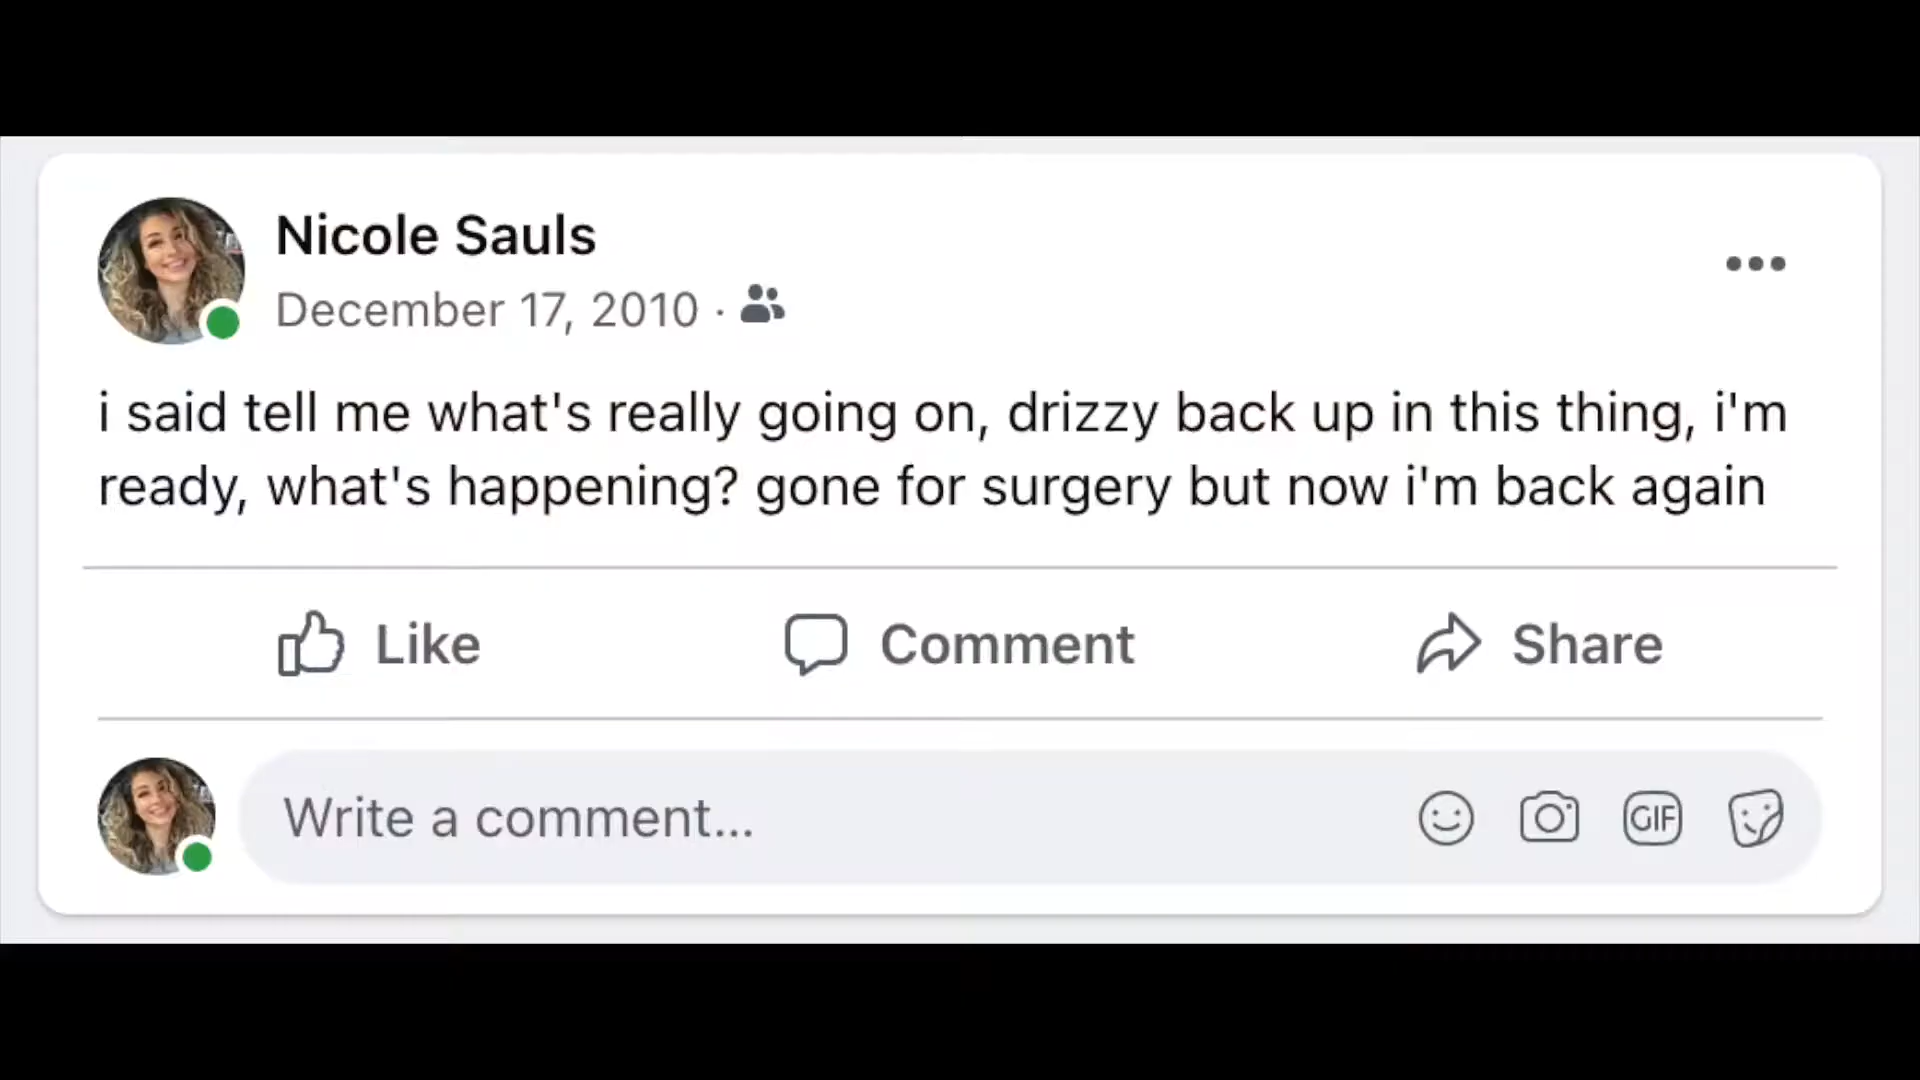 Nicole Sauls
December 17, 2010 ·
i said tell me what's really going on, drizzy back up in this thing, i'm
ready, what's happening? gone for surgery but now i'm back again
Like Comment Share
Write a comment...
GIF